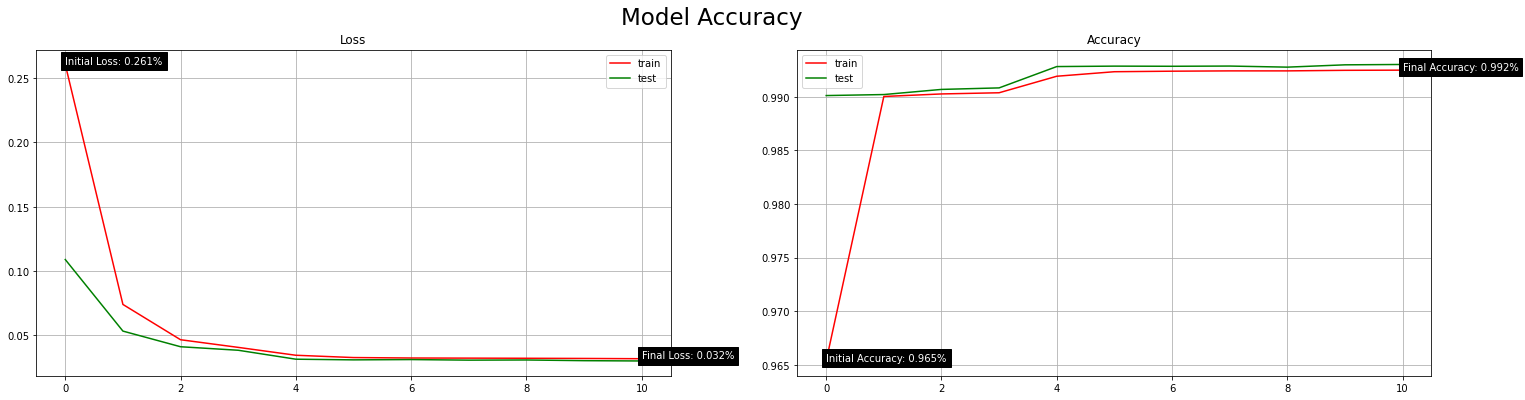 Model Accuracy
Loss
Initial Loss: 0.261%
train
test
0.25
0.20
0.15
0.10
0.05
Final Loss: 0.032%
0 2 4 6 8 10
Accuracy
train
test
Final Accuracy: 0.992%
0.990
0.985
0.980
0.975
0.970
0.965
Initial Accuracy: 0.965%
0 2 4 6 8 10